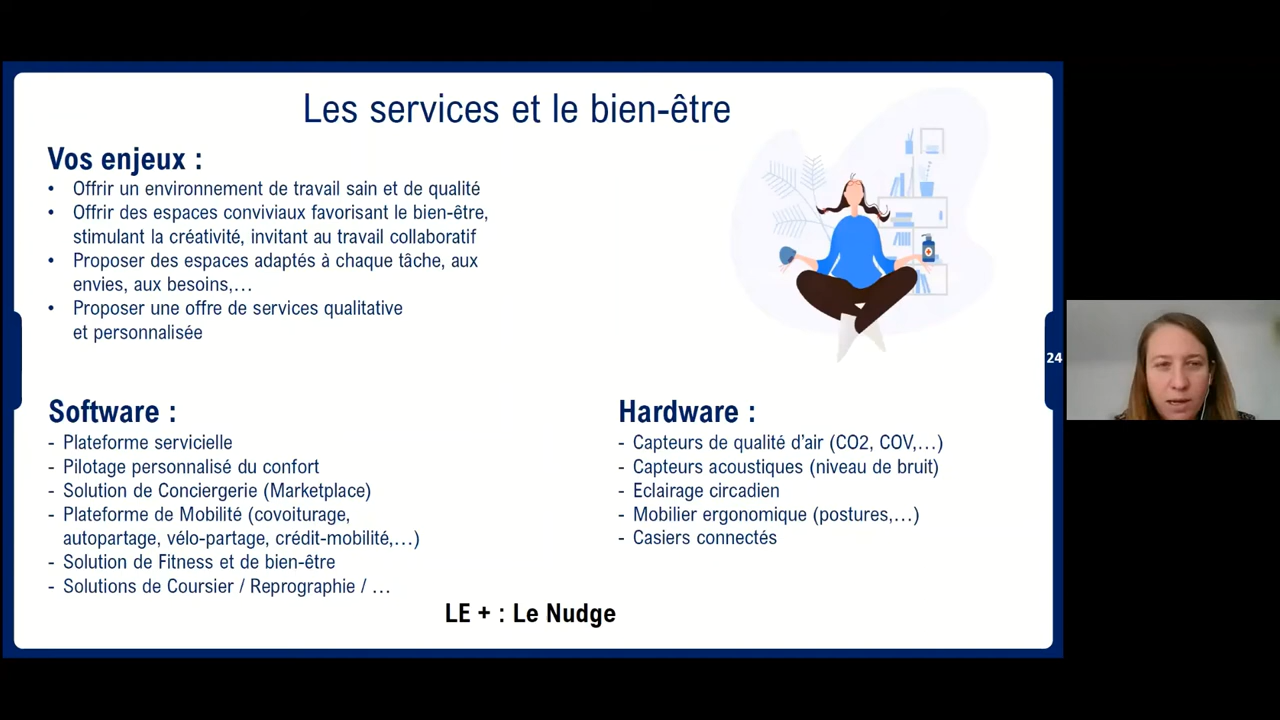 Les services et le bien-être
Vos enjeux :
• Offrir un environnement de travail sain et de qualité
• Offrir des espaces conviviaux favorisant le bien-être,
stimulant la créativité, invitant au travail collaboratif
• Proposer des espaces adaptés à chaque tâche, aux
envies, aux besoins,…
• Proposer une offre de services qualitative
et personnalisée
24
Software :
- Plateforme servicielle
- Pilotage personnalisé du confort
- Solution de Conciergerie (Marketplace)
- Plateforme de Mobilité (covoiturage,
autopartage, vélo-partage, crédit-mobilité,…)
- Solution de Fitness et de bien-être
- Solutions de Coursier / Reprographie / …
Hardware :
- Capteurs de qualité d’air (CO2, COV,…)
- Capteurs acoustiques (niveau de bruit)
- Eclairage circadien
- Mobilier ergonomique (postures,…)
- Casiers connectés
LE + : Le Nudge